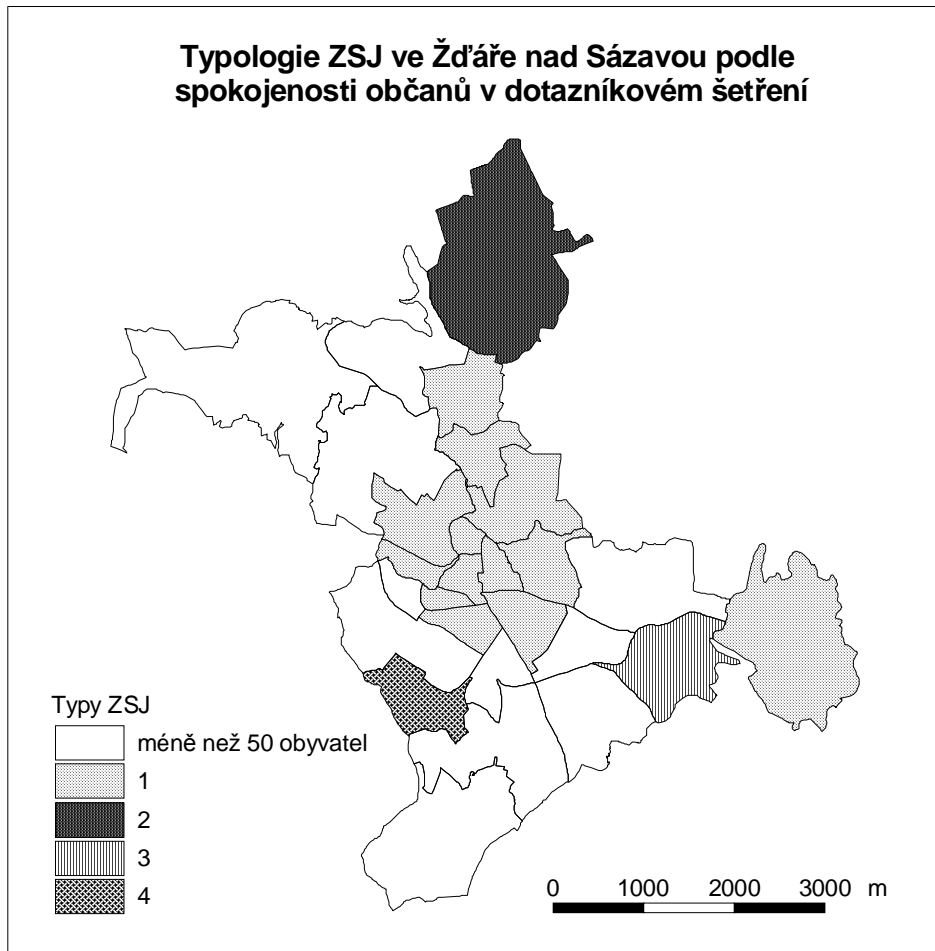 Typologie ZSJ ve Žďáře nad Sázavou podle
spokojenosti občanů v dotazníkovém šetření
Typy ZSJ
méně než 50 obyvatel
1
2
3
4
0 1000 2000 3000 m